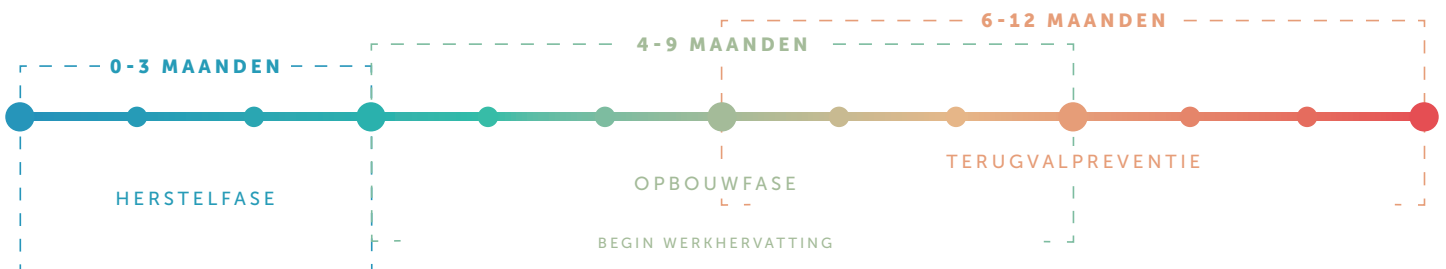 6-12 MAANDEN
4-9 MAANDEN
0-3 MAANDEN
TERUGVALPREVENTIE
OPBOUWFASE
HERSTELFASE
BEGIN WERKHERVATTING